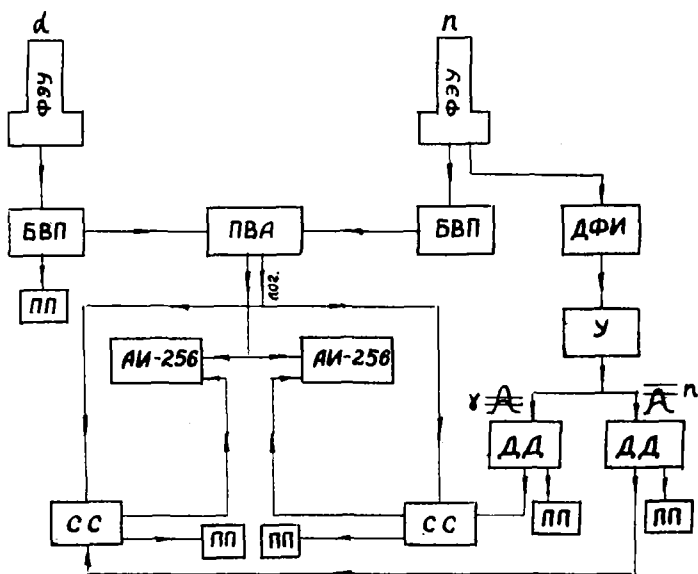 α n
ФЭУ ФЭУ
БВП ПВА БВП ДФИ
лог.
ПП
У
АИ-256 АИ-256
γ n
ДД ДД
СС ПП ПП СС ПП ПП